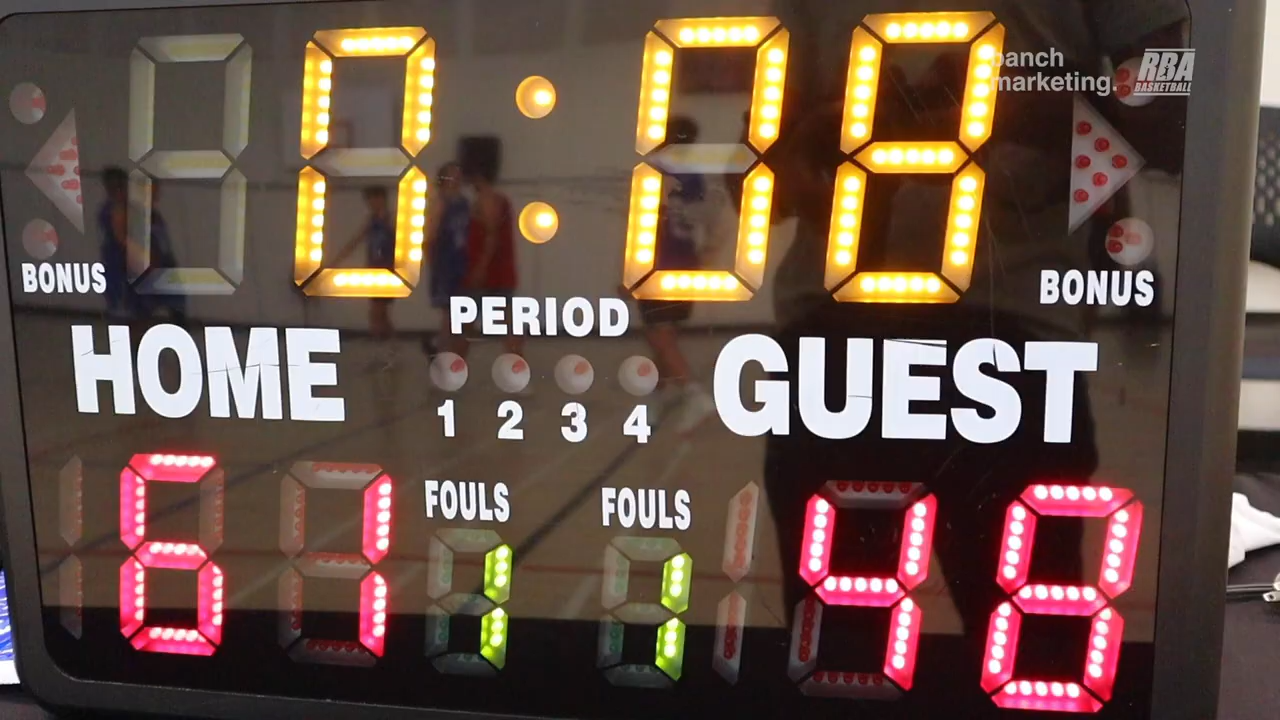 0:08
panch
marketing.
RBA
BASKETBALL
BONUS
BONUS
PERIOD
HOME
GUEST
1 2 3 4
FOULS
FOULS
61
1
1
48